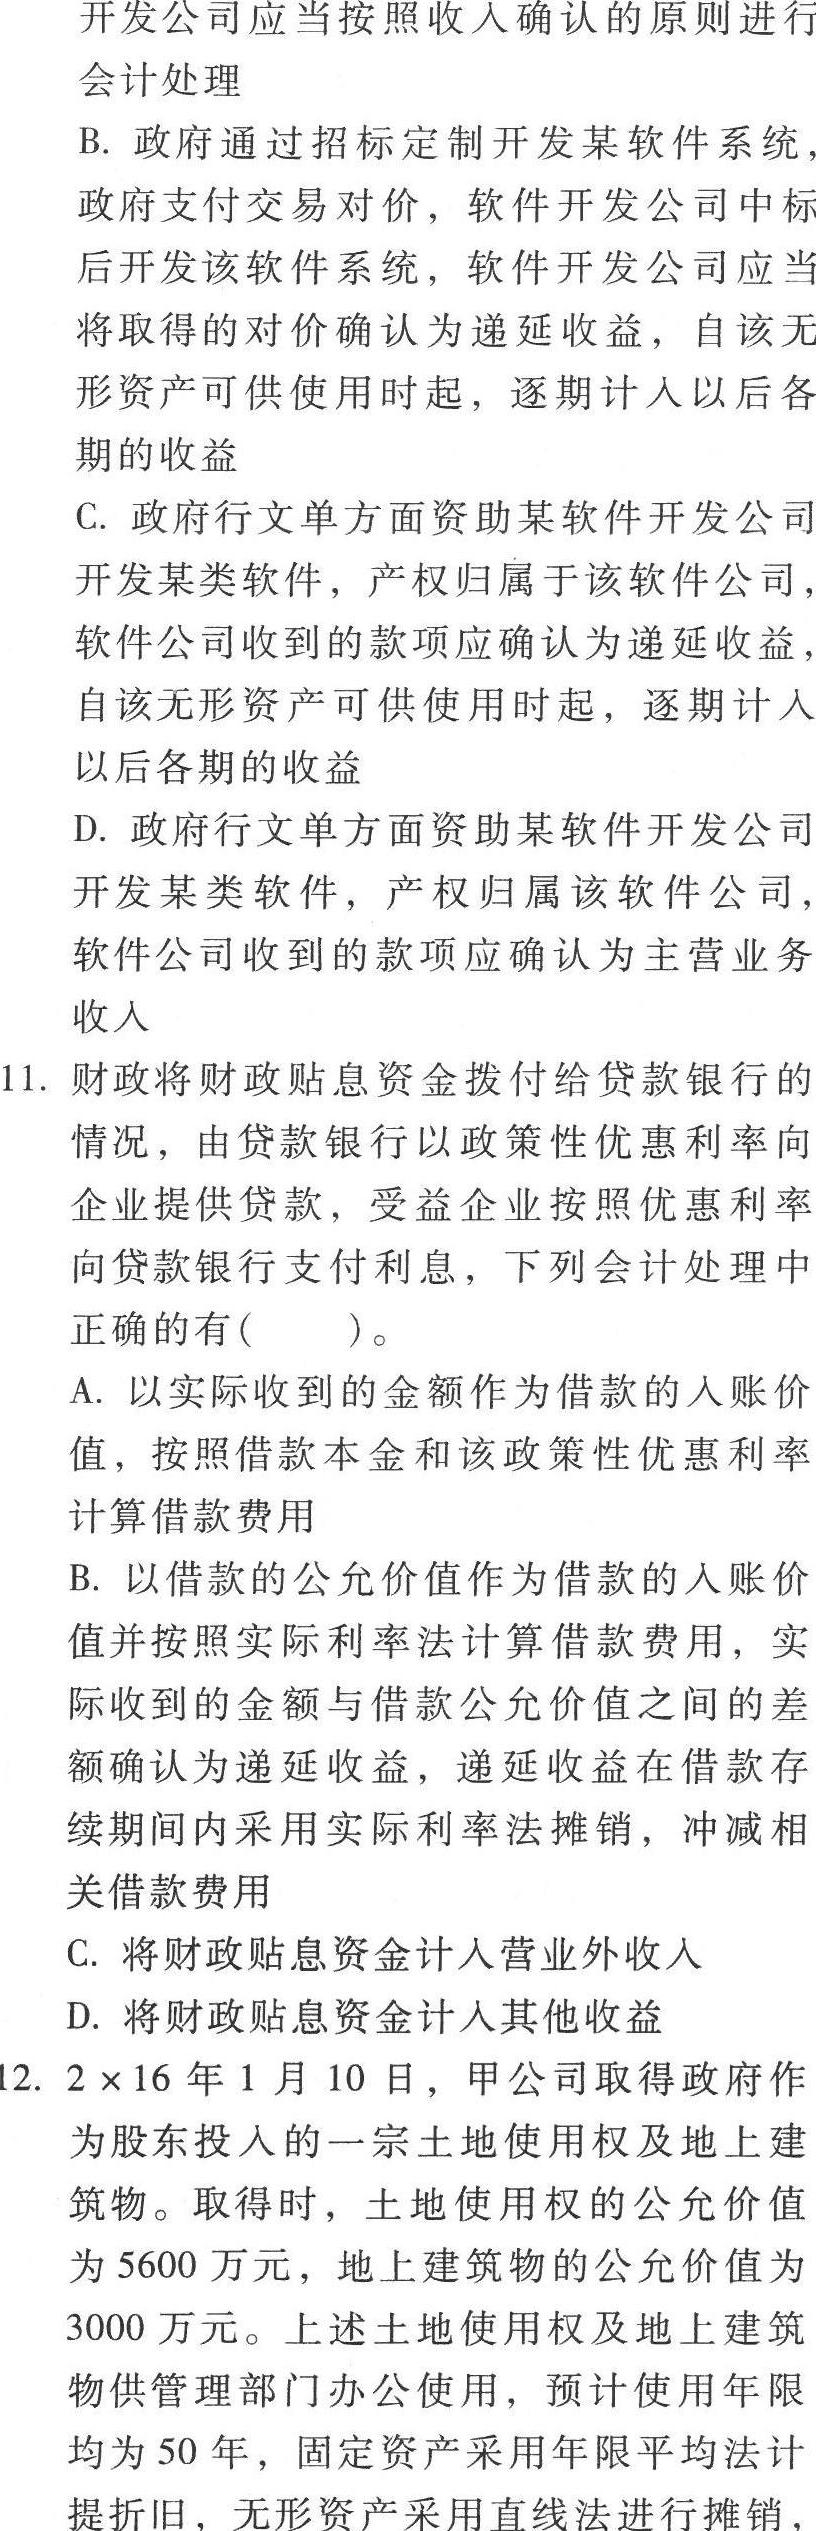 开发公司应当按照收入确认的原则进行
会计处理
B. 政府通过招标定制开发某软件系统，
政府支付交易对价，软件开发公司中标
后开发该软件系统，软件开发公司应当
将取得的对价确认为递延收益，自该无
形资产可供使用时起，逐期计入以后各
期的收益
C. 政府行文单方面资助某软件开发公司
开发某类软件，产权归属于该软件公司，
软件公司收到的款项应确认为递延收益，
自该无形资产可供使用时起，逐期计入
以后各期的收益
D. 政府行文单方面资助某软件开发公司
开发某类软件，产权归属该软件公司，
软件公司收到的款项应确认为主营业务
收入
11. 财政将财政贴息资金拨付给贷款银行的
情况，由贷款银行以政策性优惠利率向
企业提供贷款，受益企业按照优惠利率
向贷款银行支付利息，下列会计处理中
正确的有(　　)。
A. 以实际收到的金额作为借款的入账价
值，按照借款本金和该政策性优惠利率
计算借款费用
B. 以借款的公允价值作为借款的入账价
值并按照实际利率法计算借款费用，实
际收到的金额与借款公允价值之间的差
额确认为递延收益，递延收益在借款存
续期间内采用实际利率法摊销，冲减相
关借款费用
C. 将财政贴息资金计入营业外收入
D. 将财政贴息资金计入其他收益
12. 2×16 年 1 月 10 日，甲公司取得政府作
为股东投入的一宗土地使用权及地上建
筑物。取得时，土地使用权的公允价值
为 5600 万元，地上建筑物的公允价值为
3000 万元。上述土地使用权及地上建筑
物供管理部门办公使用，预计使用年限
均为 50 年，固定资产采用年限平均法计
提折旧，无形资产采用直线法进行摊销，